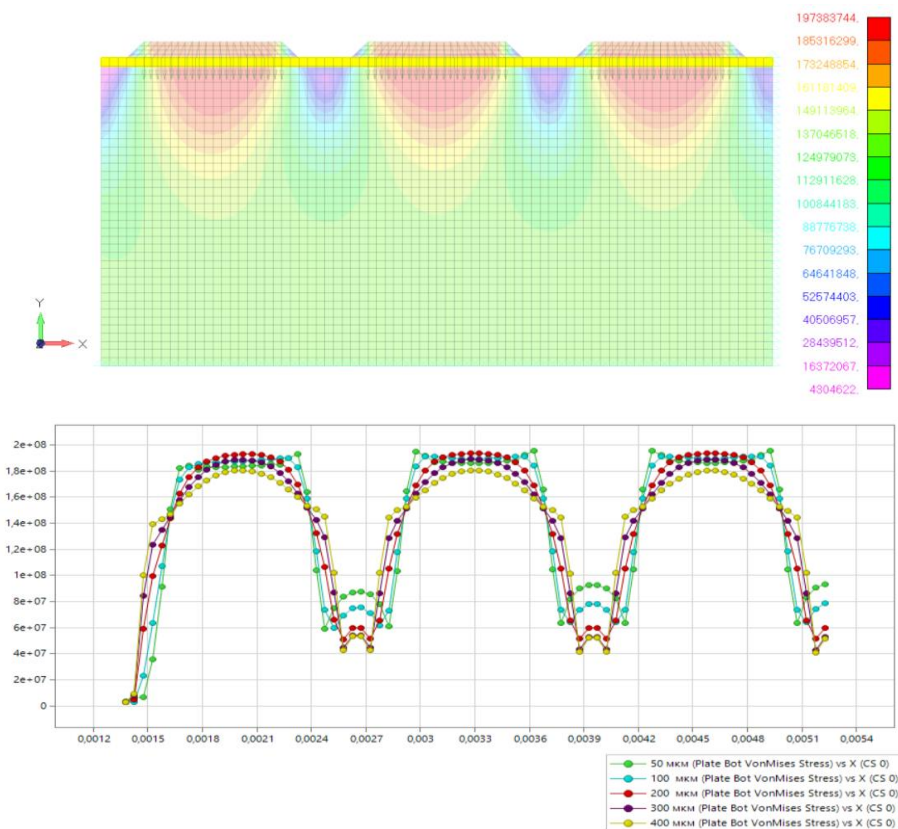 197383744,
185316299,
173248854,
161181409,
149113964,
137046518,
124979073,
112911628,
100844183,
88776738,
76709293,
64641848,
52574403,
40506957,
28439512,
16372067,
4304622,
Y
X
2e+08
1,8e+08
1,6e+08
1,4e+08
1,2e+08
1e+08
8e+07
6e+07
4e+07
2e+07
0
0,0012 0,0015 0,0018 0,0021 0,0024 0,0027 0,003 0,0033 0,0036 0,0039 0,0042 0,0045 0,0048 0,0051 0,0054
50 мкм (Plate Bot VonMises Stress) vs X (CS 0)
100 мкм (Plate Bot VonMises Stress) vs X (CS 0)
200 мкм (Plate Bot VonMises Stress) vs X (CS 0)
300 мкм (Plate Bot VonMises Stress) vs X (CS 0)
400 мкм (Plate Bot VonMises Stress) vs X (CS 0)